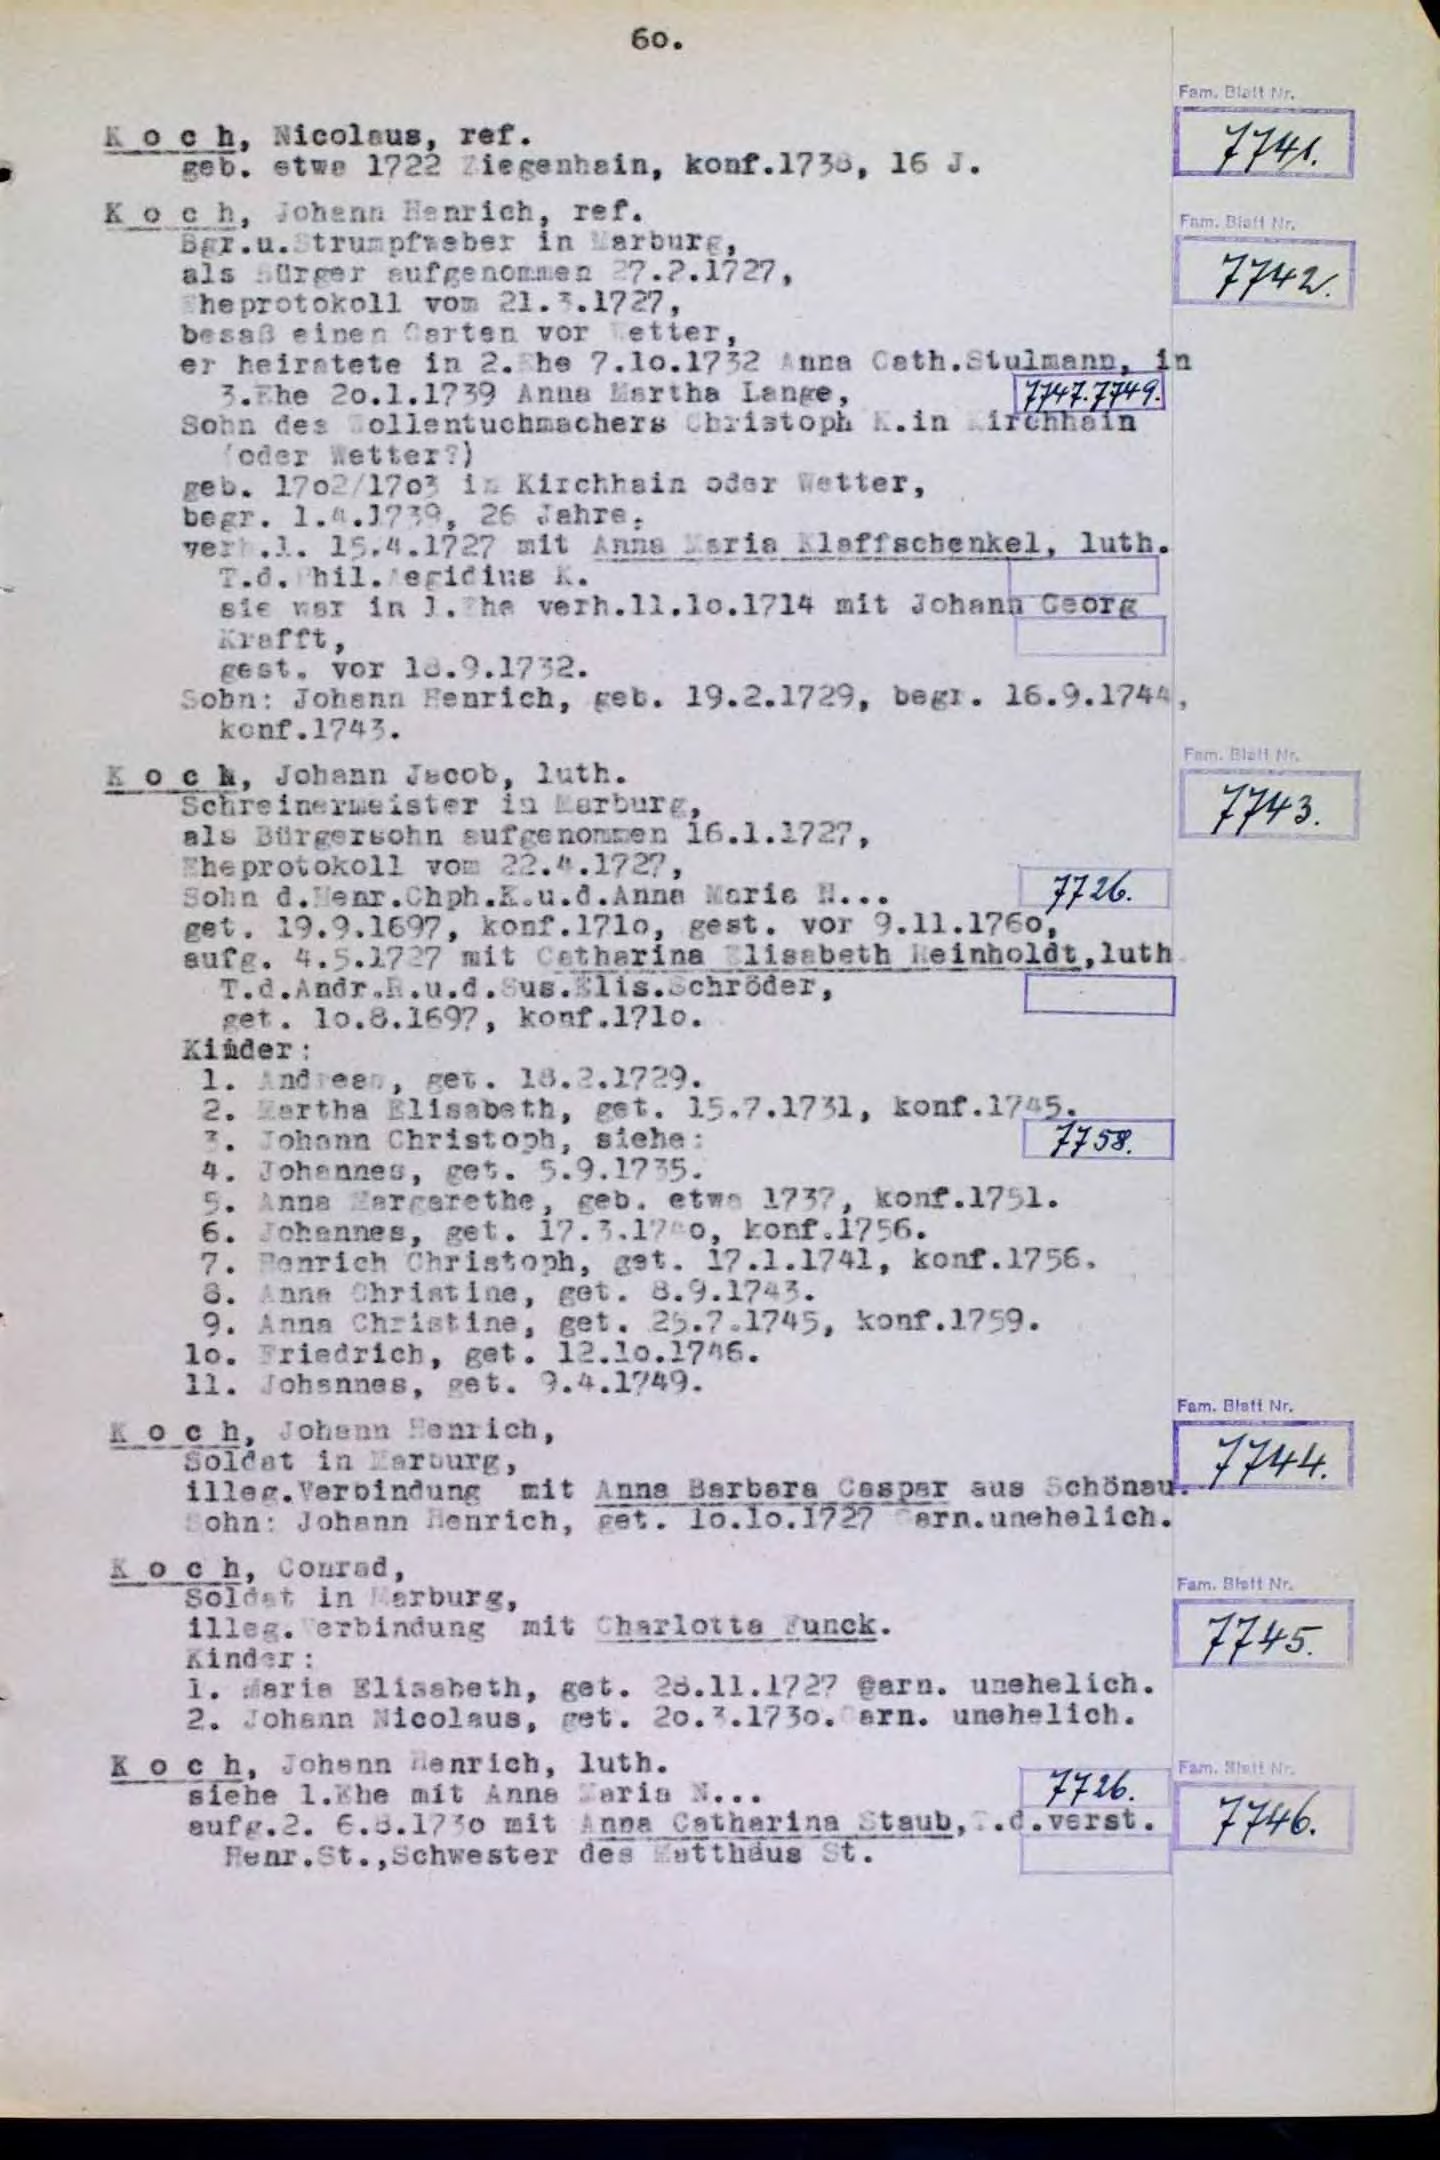 60.
Fam. Blatt Nr.
K o c h, Nicolaus, ref.
7741.
geb. etwa 1722 Ziegenhain, konf.1738, 16 J.
K o c h, Johann Henrich, ref.
Fam. Blatt Nr.
Bgr.u.Strumpfweber in Marburg,
7742.
als Bürger aufgenommen 27.2.1727,
Eheprotokoll vom 21.3.1727,
besaß einen Garten vor Wetter,
er heiratete in 2.Ehe 7.1o.1732 Anna Cath.Stulmann, in
3.Ehe 2o.1.1739 Anna Martha Lange,
7747.7749.
Sohn des Wollentuchmachers Christoph K.in Kirchhain
(oder Wetter?)
geb. 17o2/17o3 in Kirchhain oder Wetter,
begr. 1.4.1739, 26 Jahre,
verh.1. 15.4.1727 mit Anna Maria Klaffschenkel, luth.
T.d.Phil.Aegidius K.
sie war in 1.Ehe verh.11.1o.1714 mit Johann Georg
Krafft,
gest. vor 18.9.1732.
Sohn: Johann Henrich, geb. 19.2.1729, begr. 16.9.1744,
konf.1743.
Fam. Blatt Nr.
K o c h, Johann Jacob, luth.
7743.
Schreinermeister in Marburg,
als Bürgersohn aufgenommen 16.1.1727,
Eheprotokoll vom 22.4.1727,
Sohn d.Henr.Chph.K.u.d.Anna Maria N...
7726.
get. 19.9.1697, konf.171o, gest. vor 9.11.176o,
aufg. 4.5.1727 mit Catharina Elisabeth Reinholdt,luth.
T.d.Andr.R.u.d.Sus.Elis.Schröder,
get. 1o.8.1697, konf.171o.
Kinder:
1. Andreas, get. 18.2.1729.
2. Martha Elisabeth, get. 15.7.1731, konf.1745.
3. Johann Christoph, siehe:
7758.
4. Johannes, get. 5.9.1735.
5. Anna Margarethe, geb. etwa 1737, konf.1751.
6. Johannes, get. 17.3.174o, konf.1756.
7. Henrich Christoph, get. 17.1.1741, konf.1756.
8. Anna Christine, get. 8.9.1743.
9. Anna Christine, get. 25.7.1745, konf.1759.
1o. Friedrich, get. 12.1o.1746.
11. Johannes, get. 9.4.1749.
Fam. Blatt Nr.
K o c h, Johann Henrich,
7744.
Soldat in Marburg,
illeg.Verbindung mit Anna Barbara Caspar aus Schönau.
Sohn: Johann Henrich, get. 1o.1o.1727 Garn.unehelich.
K o c h, Conrad,
Fam. Blatt Nr.
Soldat in Marburg,
7745.
illeg.Verbindung mit Charlotta Funck.
Kinder:
1. Maria Elisabeth, get. 28.11.1727 Garn. unehelich.
2. Johann Nicolaus, get. 2o.3.173o.Garn. unehelich.
K o c h, Johann Henrich, luth.
Fam. Blatt Nr.
siehe 1.Ehe mit Anna Maria N...
7726.
7746.
aufg.2. 6.8.173o mit Anna Catharina Staub,T.d.verst.
Henr.St.,Schwester des Matthäus St.